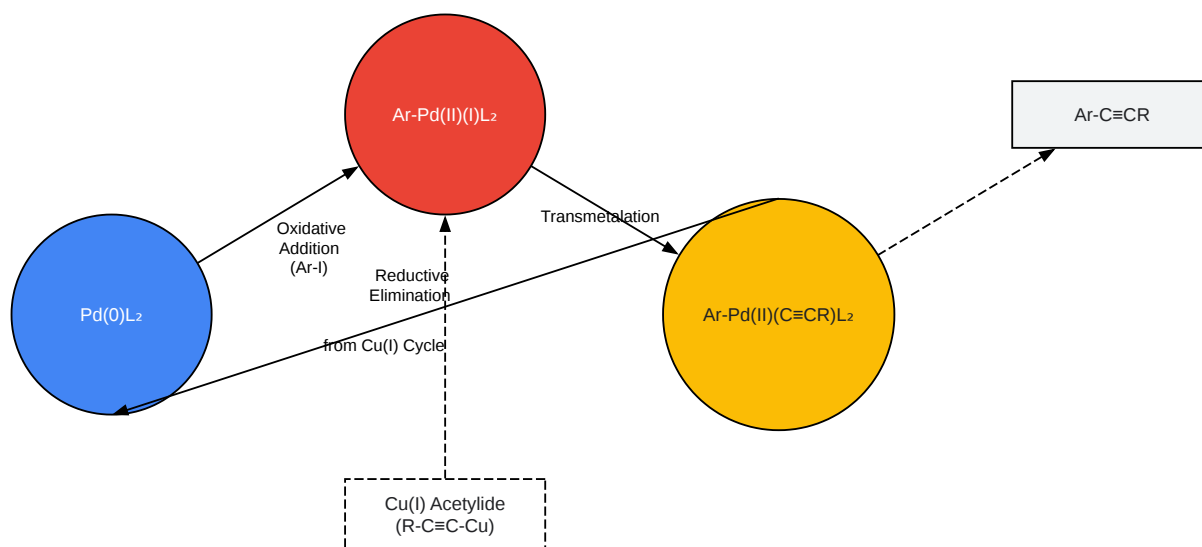 Ar-Pd(II)(I)L₂
Ar-C≡CR
Oxidative
Addition
(Ar-I)
Transmetalation
Reductive
Elimination
Pd(0)L₂
Ar-Pd(II)(C≡CR)L₂
from Cu(I) Cycle
Cu(I) Acetylide
(R-C≡C-Cu)